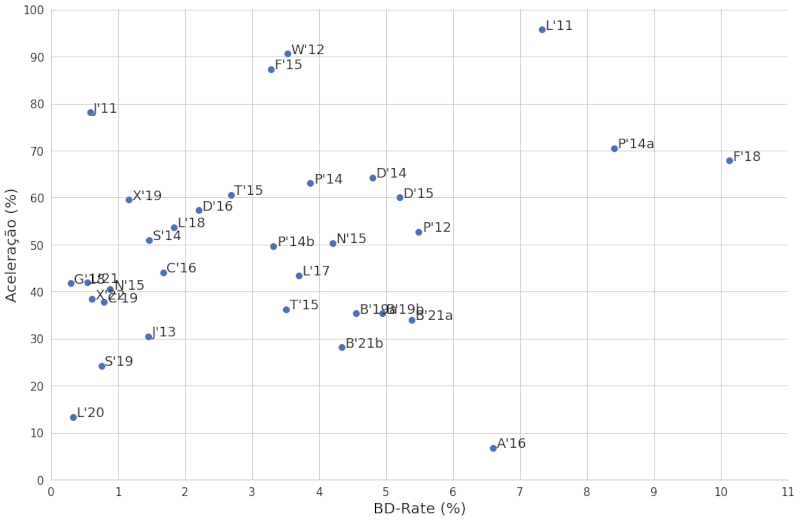 100
L'11
W'12
90
F'15
80
J'11
P'14a
70
F'18
D'14
P'14
T'15
D'15
60
X'19
D'16
L'18
P'12
S'14
50
N'15
P'14b
C'16
L'17
G'18
L'21
40
N'15
X'22
C'19
T'15
B'19a
B'19b
B'21a
30
J'13
B'21b
S'19
20
L'20
10
A'16
0
0 1 2 3 4 5 6 7 8 9 10 11
BD-Rate (%)
Aceleração (%)